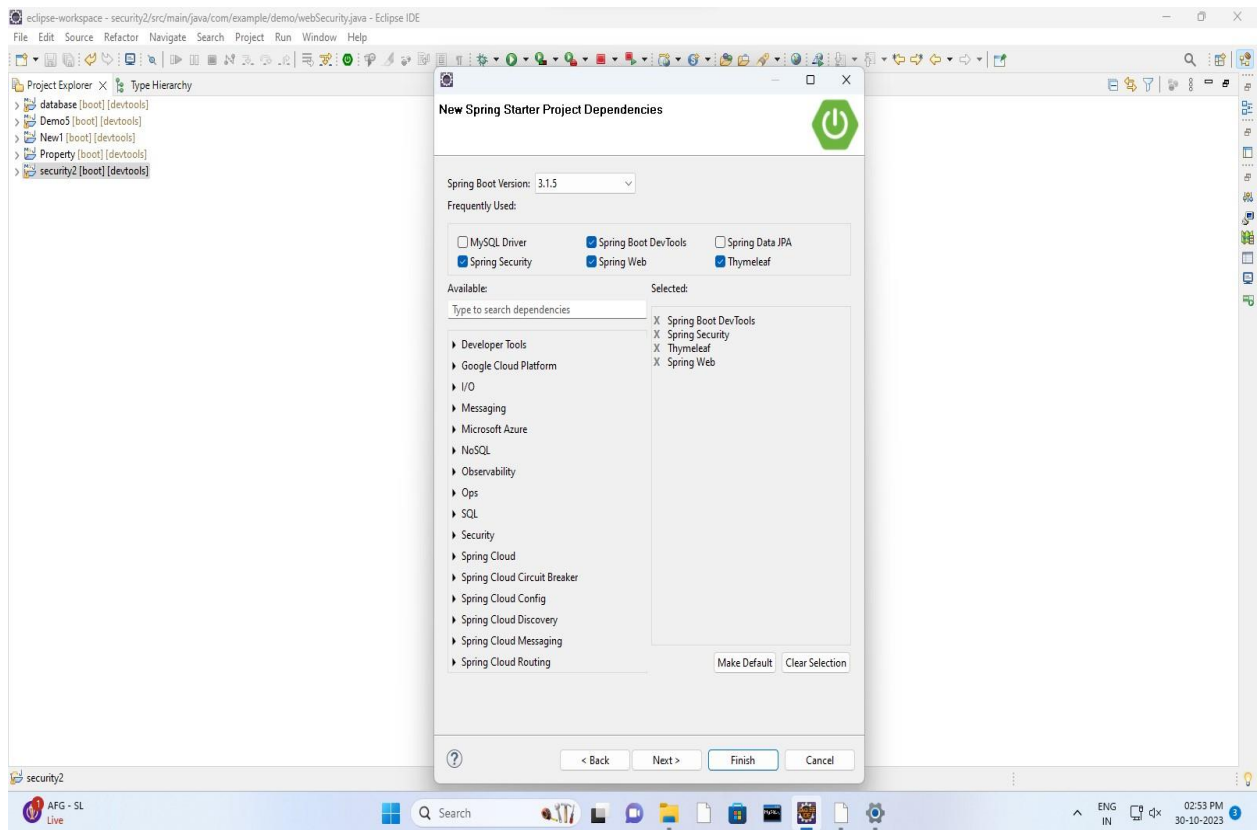 eclipse-workspace - security2/src/main/java/com/example/demo/webSecurity.java - Eclipse IDE
File Edit Source Refactor Navigate Search Project Run Window Help
Project Explorer X Type Hierarchy
database [boot] [devtools]
Demo5 [boot] [devtools]
New1 [boot] [devtools]
Property [boot] [devtools]
security2 [boot] [devtools]
New Spring Starter Project Dependencies
Spring Boot Version: 3.1.5
Frequently Used:
MySQL Driver Spring Boot DevTools Spring Data JPA
Spring Security Spring Web Thymeleaf
Available: Selected:
Type to search dependencies
X Spring Boot DevTools
X Spring Security
X Thymeleaf
X Spring Web
Developer Tools
Google Cloud Platform
I/O
Messaging
Microsoft Azure
NoSQL
Observability
Ops
SQL
Security
Spring Cloud
Spring Cloud Circuit Breaker
Spring Cloud Config
Spring Cloud Discovery
Spring Cloud Messaging
Spring Cloud Routing
Make Default Clear Selection
? < Back Next > Finish Cancel
security2
1 AFG - SL
Live
Search
ENG
IN
02:53 PM
30-10-2023
3